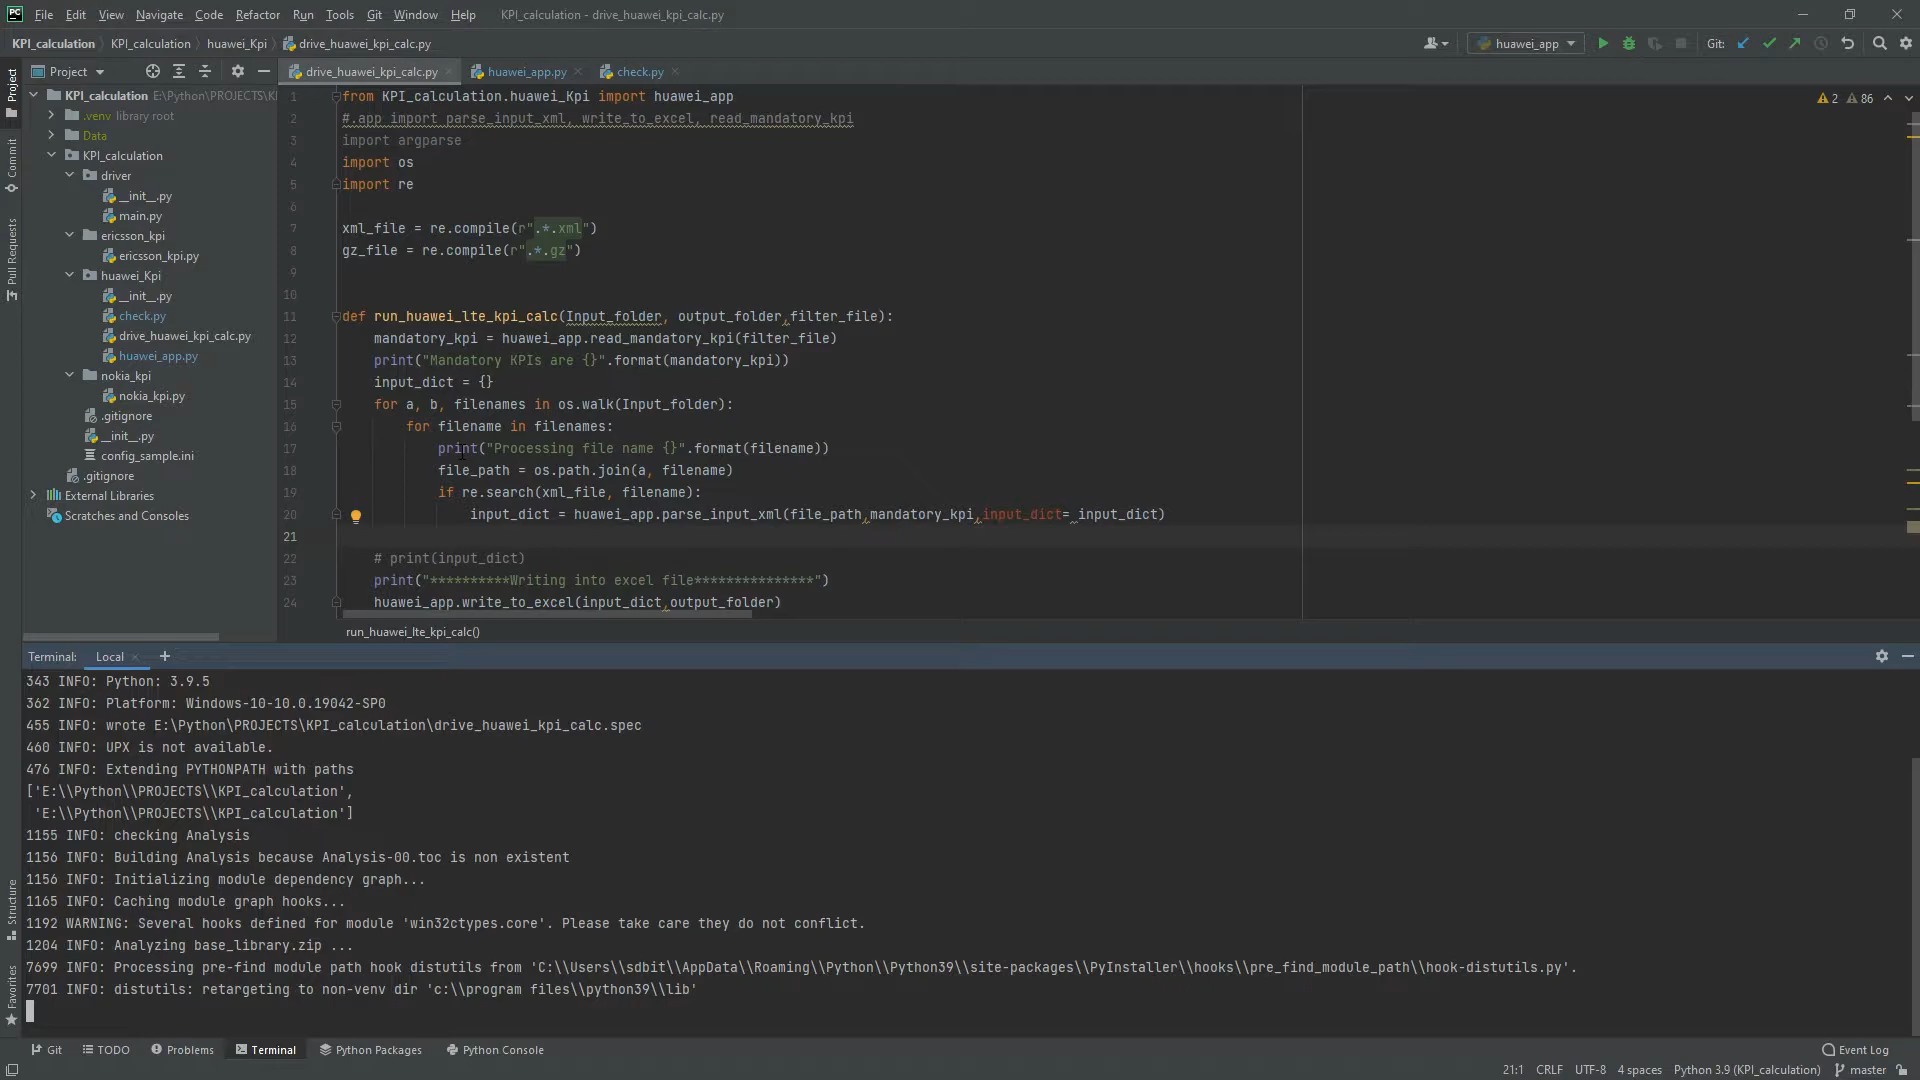 PC File Edit View Navigate Code Refactor Run Tools Git Window Help KPI_calculation - drive_huawei_kpi_calc.py
KPI_calculation KPI_calculation huawei_Kpi drive_huawei_kpi_calc.py huawei_app Git:
Project drive_huawei_kpi_calc.py huawei_app.py check.py
Project
Commit
Pull Requests
Structure
Favorites
KPI_calculation E:\Python\PROJECTS\KI
.venv library root
Data
KPI_calculation
driver
__init__.py
main.py
ericsson_kpi
ericsson_kpi.py
huawei_Kpi
__init__.py
check.py
drive_huawei_kpi_calc.py
huawei_app.py
nokia_kpi
nokia_kpi.py
.gitignore
__init__.py
config_sample.ini
.gitignore
External Libraries
Scratches and Consoles
2 86
1 from KPI_calculation.huawei_Kpi import huawei_app
2 #.app import parse_input_xml, write_to_excel, read_mandatory_kpi
3 import argparse
4 import os
5 import re
6
7 xml_file = re.compile(r".*.xml")
8 gz_file = re.compile(r".*.gz")
9
10
11 def run_huawei_lte_kpi_calc(Input_folder, output_folder,filter_file):
12 mandatory_kpi = huawei_app.read_mandatory_kpi(filter_file)
13 print("Mandatory KPIs are {}".format(mandatory_kpi))
14 input_dict = {}
15 for a, b, filenames in os.walk(Input_folder):
16 for filename in filenames:
17 print("Processing file name {}".format(filename))
18 file_path = os.path.join(a, filename)
19 if re.search(xml_file, filename):
20 input_dict = huawei_app.parse_input_xml(file_path,mandatory_kpi,input_dict= input_dict)
21
22 # print(input_dict)
23 print("**********Writing into excel file***************")
24 huawei_app.write_to_excel(input_dict,output_folder)
run_huawei_lte_kpi_calc()
Terminal: Local
343 INFO: Python: 3.9.5
362 INFO: Platform: Windows-10-10.0.19042-SP0
455 INFO: wrote E:\Python\PROJECTS\KPI_calculation\drive_huawei_kpi_calc.spec
460 INFO: UPX is not available.
476 INFO: Extending PYTHONPATH with paths
['E:\\Python\\PROJECTS\\KPI_calculation',
'E:\\Python\\PROJECTS\\KPI_calculation']
1155 INFO: checking Analysis
1156 INFO: Building Analysis because Analysis-00.toc is non existent
1156 INFO: Initializing module dependency graph...
1165 INFO: Caching module graph hooks...
1192 WARNING: Several hooks defined for module 'win32ctypes.core'. Please take care they do not conflict.
1204 INFO: Analyzing base_library.zip ...
7699 INFO: Processing pre-find module path hook distutils from 'C:\\Users\\sdbit\\AppData\\Roaming\\Python\\Python39\\site-packages\\PyInstaller\\hooks\\pre_find_module_path\\hook-distutils.py'.
7701 INFO: distutils: retargeting to non-venv dir 'c:\\program files\\python39\\lib'
Git TODO Problems Terminal Python Packages Python Console Event Log
21:1 CRLF UTF-8 4 spaces Python 3.9 (KPI_calculation) master